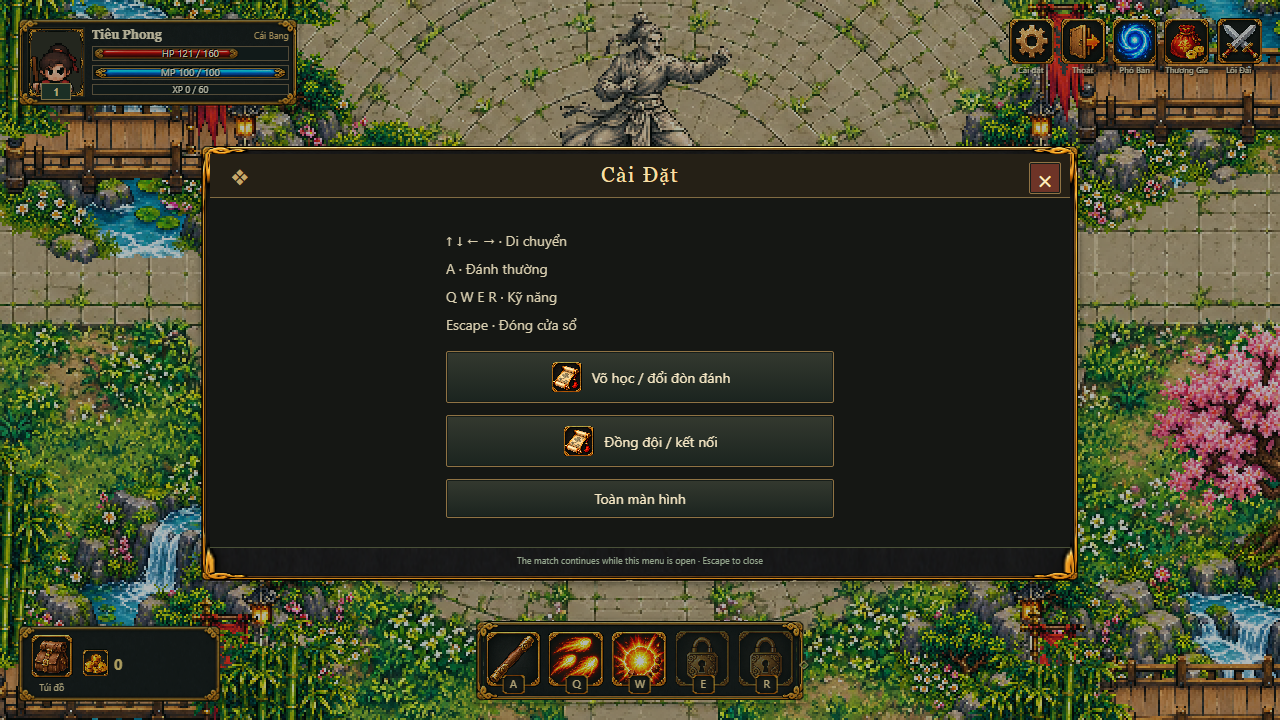 Tiêu Phong
Cái Bang
HP 121 / 160
MP 100 / 100
XP 0 / 60
1
Cài đặt
Thoát
Phó Bản
Thương Gia
Lôi Đài
Cài Đặt
×
↑ ↓ ← → · Di chuyển
A · Đánh thường
Q W E R · Kỹ năng
Escape · Đóng cửa sổ
Võ học / đổi đòn đánh
Đồng đội / kết nối
Toàn màn hình
The match continues while this menu is open · Escape to close
0
Túi đồ
A
Q
W
E
R